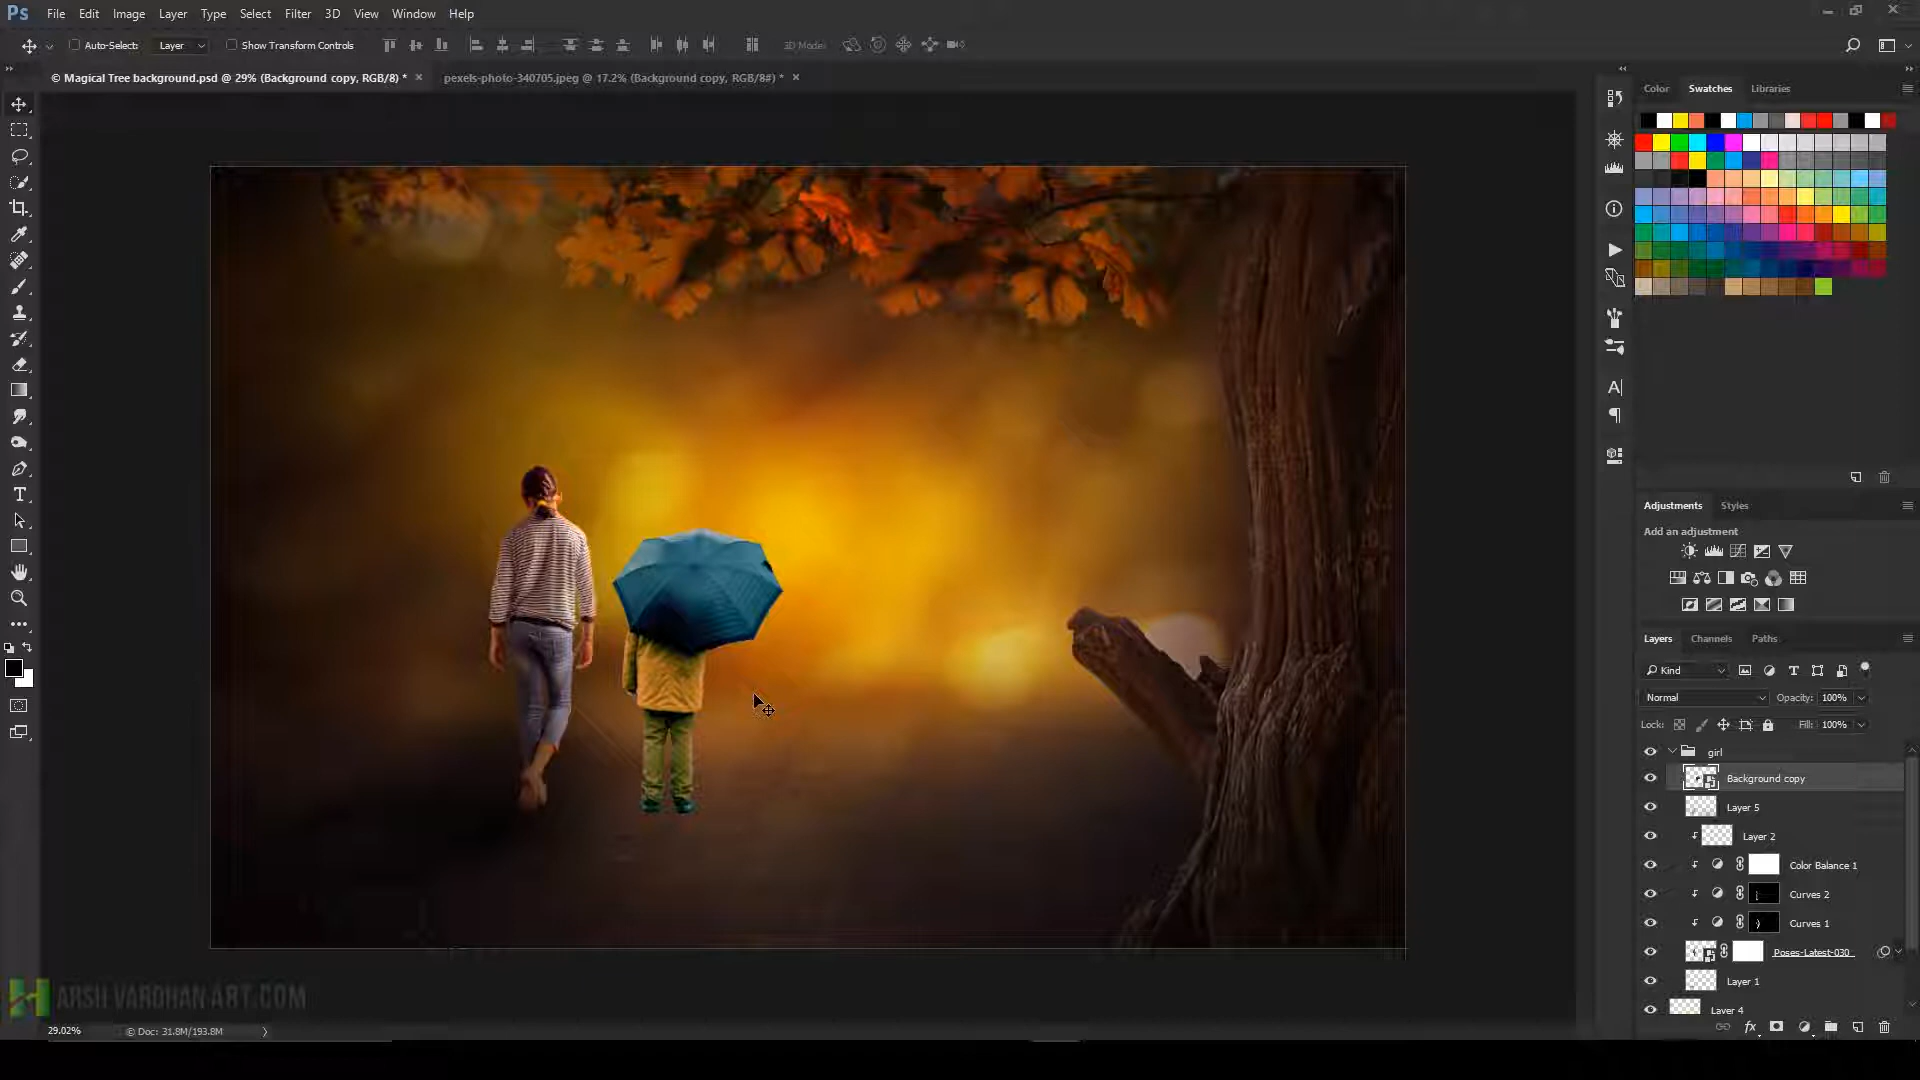 Ps File Edit Image Layer Type Select Filter 3D View Window Help
Auto-Select: Layer Show Transform Controls 3D Mode:
© Magical Tree background.psd @ 29% (Background copy, RGB/8) * ×
pexels-photo-340705.jpeg @ 17.2% (Background copy, RGB/8#) * ×
Color Swatches Libraries
Adjustments Styles
Add an adjustment
Layers Channels Paths
Kind
Normal Opacity: 100%
Lock: Fill: 100%
girl
Background copy
Layer 5
Layer 2
Color Balance 1
Curves 2
Curves 1
Poses-Latest-030
Layer 1
Layer 4
ARSH VARDHAN-ART.COM
29.02% © Doc: 31.8M/193.8M